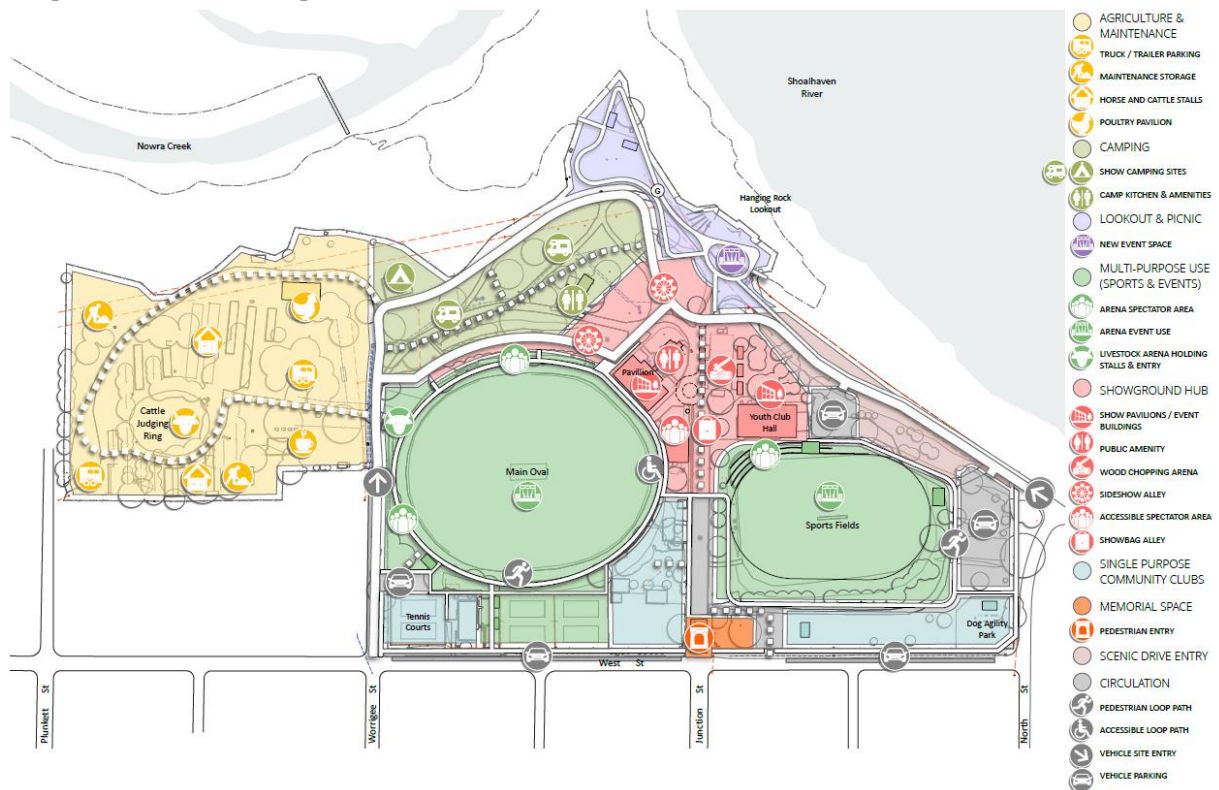 Nowra Creek
Shoalhaven
River
Hanging Rock
Lookout
G
Pavilion
Youth Club
Hall
Cattle
Judging
Ring
Main Oval
Sports Fields
Tennis
Courts
Dog Agility
Park
West St
Plunkett St
Worrigee St
Junction St
North St
AGRICULTURE &
MAINTENANCE
TRUCK / TRAILER PARKING
MAINTENANCE STORAGE
HORSE AND CATTLE STALLS
POULTRY PAVILION
CAMPING
SHOW CAMPING SITES
CAMP KITCHEN & AMENITIES
LOOKOUT & PICNIC
NEW EVENT SPACE
MULTI-PURPOSE USE
(SPORTS & EVENTS)
ARENA SPECTATOR AREA
ARENA EVENT USE
LIVESTOCK ARENA HOLDING
STALLS & ENTRY
SHOWGROUND HUB
SHOW PAVILIONS / EVENT
BUILDINGS
PUBLIC AMENITY
WOOD CHOPPING ARENA
SIDESHOW ALLEY
ACCESSIBLE SPECTATOR AREA
SHOWBAG ALLEY
SINGLE PURPOSE
COMMUNITY CLUBS
MEMORIAL SPACE
PEDESTRIAN ENTRY
SCENIC DRIVE ENTRY
CIRCULATION
PEDESTRIAN LOOP PATH
ACCESSIBLE LOOP PATH
VEHICLE SITE ENTRY
VEHICLE PARKING